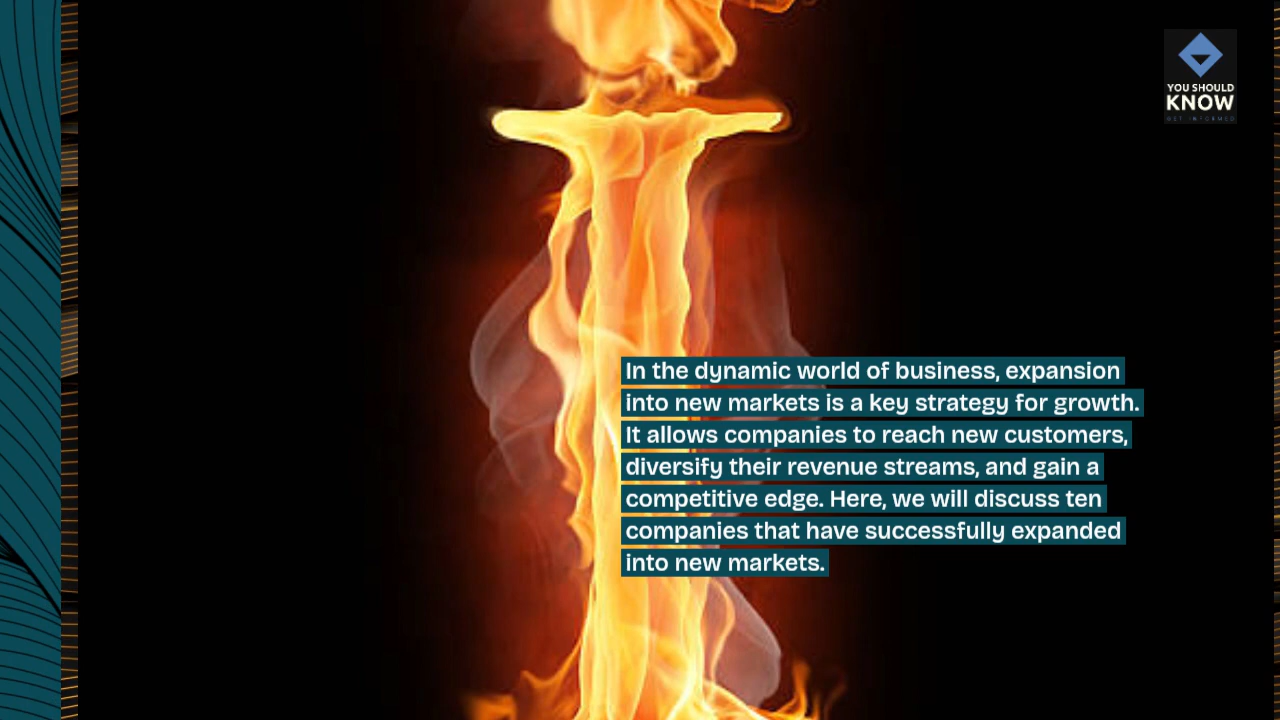 YOU SHOULD
KNOW
GET INFORMED
In the dynamic world of business, expansion
into new markets is a key strategy for growth.
It allows companies to reach new customers,
diversify their revenue streams, and gain a
competitive edge. Here, we will discuss ten
companies that have successfully expanded
into new markets.